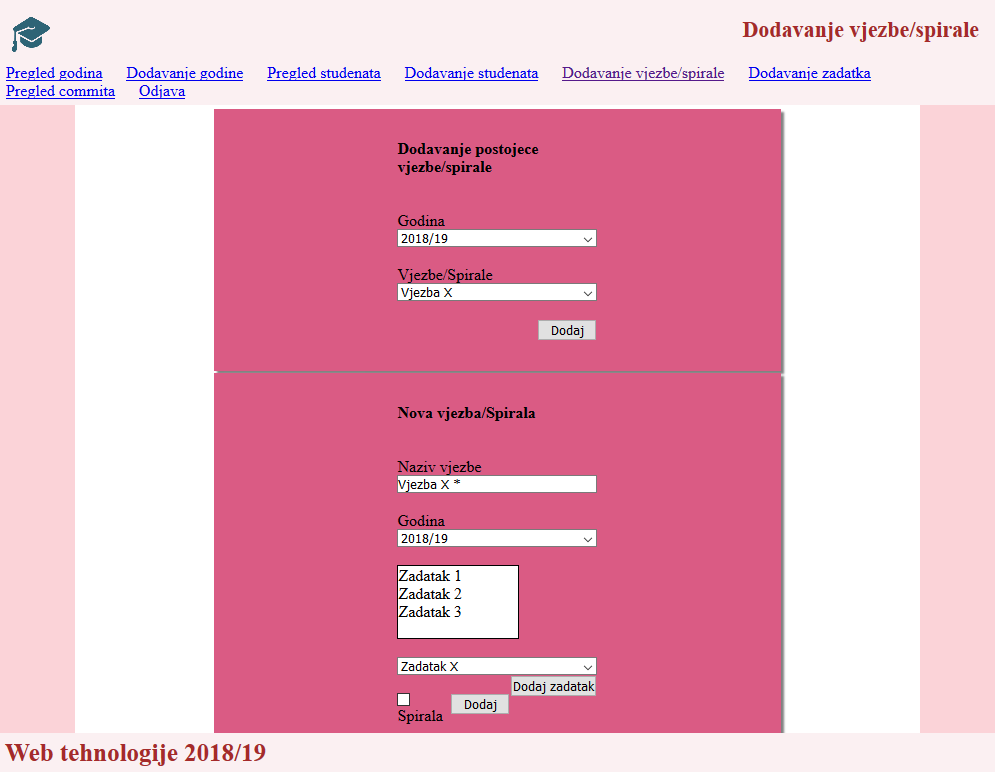 Dodavanje vjezbe/spirale
Pregled godina Dodavanje godine Pregled studenata Dodavanje studenata Dodavanje vjezbe/spirale Dodavanje zadatka
Pregled commita Odjava
Dodavanje postojece
vjezbe/spirale
Godina
2018/19
Vjezbe/Spirale
Vjezba X
Dodaj
Nova vjezba/Spirala
Naziv vjezbe
Vjezba X *
Godina
2018/19
Zadatak 1
Zadatak 2
Zadatak 3
Zadatak X
Dodaj zadatak
Dodaj
Spirala
Web tehnologije 2018/19